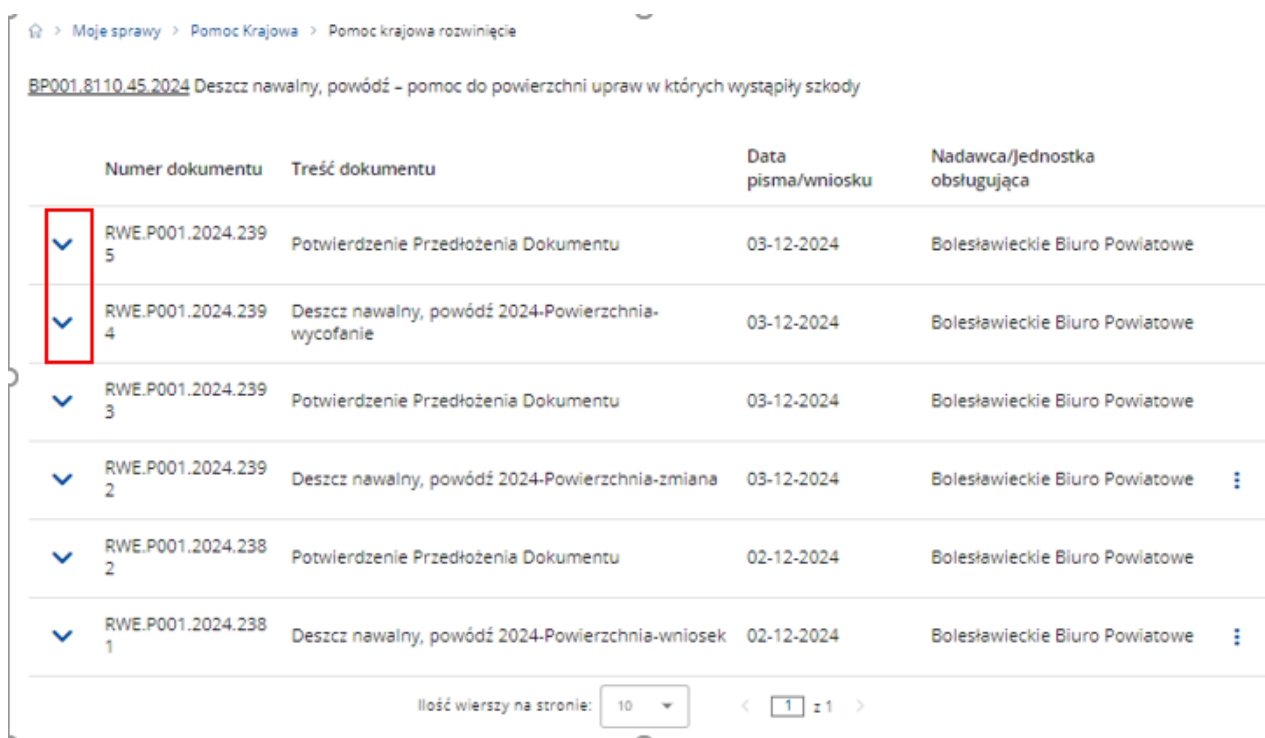 Moje sprawy > Pomoc Krajowa > Pomoc krajowa rozwinięcie
BP001.8110.45.2024 Deszcz nawalny, powódź – pomoc do powierzchni upraw w których wystąpiły szkody
Numer dokumentu Treść dokumentu Data pisma/wniosku Nadawca/Jednostka obsługująca
RWE.P001.2024.239
5 Potwierdzenie Przedłożenia Dokumentu 03-12-2024 Bolesławieckie Biuro Powiatowe
RWE.P001.2024.239
4 Deszcz nawalny, powódź 2024-Powierzchnia-
wycofanie 03-12-2024 Bolesławieckie Biuro Powiatowe
RWE.P001.2024.239
3 Potwierdzenie Przedłożenia Dokumentu 03-12-2024 Bolesławieckie Biuro Powiatowe
RWE.P001.2024.239
2 Deszcz nawalny, powódź 2024-Powierzchnia-zmiana 03-12-2024 Bolesławieckie Biuro Powiatowe
RWE.P001.2024.238
2 Potwierdzenie Przedłożenia Dokumentu 02-12-2024 Bolesławieckie Biuro Powiatowe
RWE.P001.2024.238
1 Deszcz nawalny, powódź 2024-Powierzchnia-wniosek 02-12-2024 Bolesławieckie Biuro Powiatowe
Ilość wierszy na stronie: 10 < 1 z 1 >